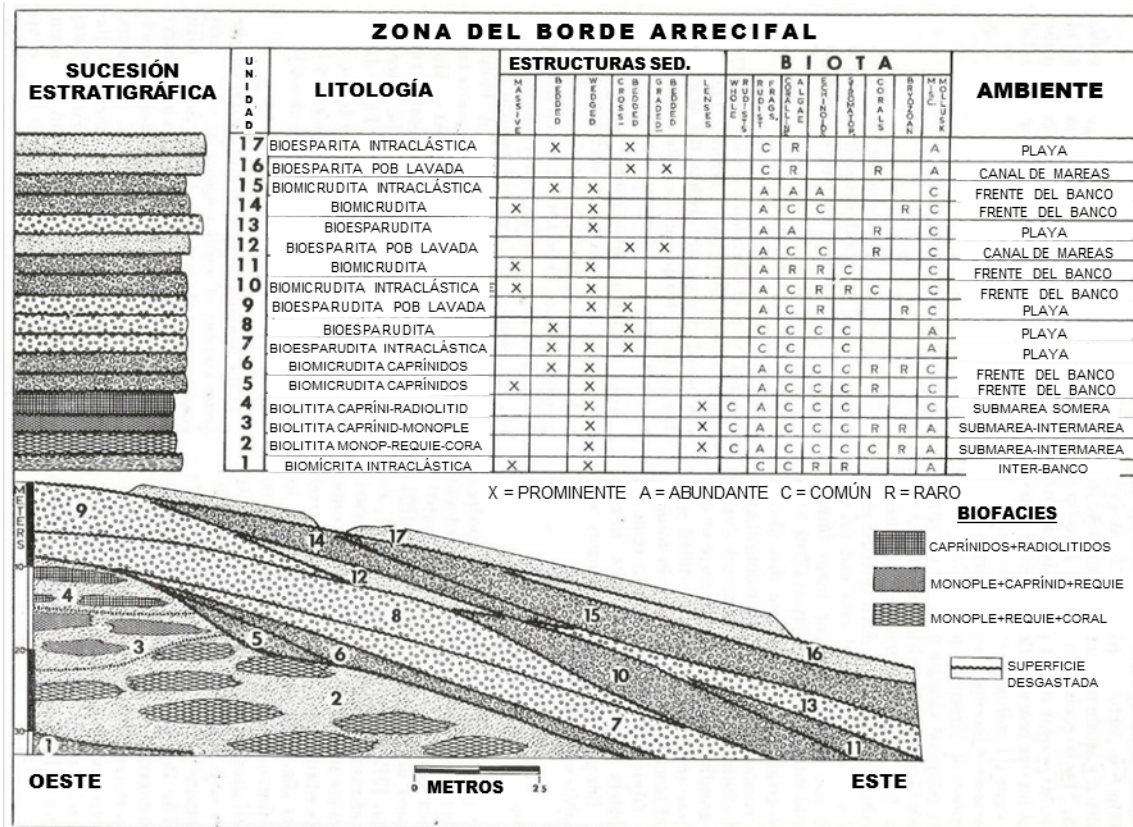 ZONA DEL BORDE ARRECIFAL
SUCESIÓN ESTRATIGRÁFICA
UNIDAD
LITOLOGÍA
ESTRUCTURAS SED.
BIOTA
AMBIENTE
MASSIVE BEDDED WEDGED CROSS-BEDDED GRADED BEDDED LENSES WHOLE RUDISTS RUDIST FRAGS. CORALLINE ALGAE ECHINOID STROMATOR. CORALS BRYOZOAN MISC. MOLLUSK
17 BIOESPARITA INTRACLÁSTICA X X C R A PLAYA
16 BIOESPARITA POB LAVADA X X C R R A CANAL DE MAREAS
15 BIOMICRUDITA INTRACLÁSTICA X X A A A C FRENTE DEL BANCO
14 BIOMICRUDITA X X A C C R C FRENTE DEL BANCO
13 BIOESPARUDITA X A A R C PLAYA
12 BIOESPARITA POB LAVADA X X A C C R C CANAL DE MAREAS
11 BIOMICRUDITA X X A R R C C FRENTE DEL BANCO
10 BIOMICRUDITA INTRACLÁSTICA E X X A C R R C C FRENTE DEL BANCO
9 BIOESPARUDITA POB LAVADA X X A C R R C PLAYA
8 BIOESPARUDITA X X C C C C A PLAYA
7 BIOESPARUDITA INTRACLÁSTICA X X X C C C A PLAYA
6 BIOMICRUDITA CAPRÍNIDOS X X A C C C R R C FRENTE DEL BANCO
5 BIOMICRUDITA CAPRÍNIDOS X X A C C C R C FRENTE DEL BANCO
4 BIOLITITA CAPRÍNI-RADIOLITID X X C A C C C C SUBMAREA SOMERA
3 BIOLITITA CAPRÍNID-MONOPLE X X C A C C C R R A SUBMAREA-INTERMAREA
2 BIOLITITA MONOP-REQUIE-CORA X X C A C C C C R A SUBMAREA-INTERMAREA
1 BIOMÍCRITA INTRACLÁSTICA X X C C R R A INTER-BANCO
X = PROMINENTE A = ABUNDANTE C = COMÚN R = RARO
METERS
9
14
17
12
4
8
15
3
5
6
16
10
2
13
7
1
11
BIOFACIES
CAPRÍNIDOS+RADIOLITIDOS
MONOPLE+CAPRÍNID+REQUIE
MONOPLE+REQUIE+CORAL
SUPERFICIE
DESGASTADA
OESTE
0 METROS 25
ESTE